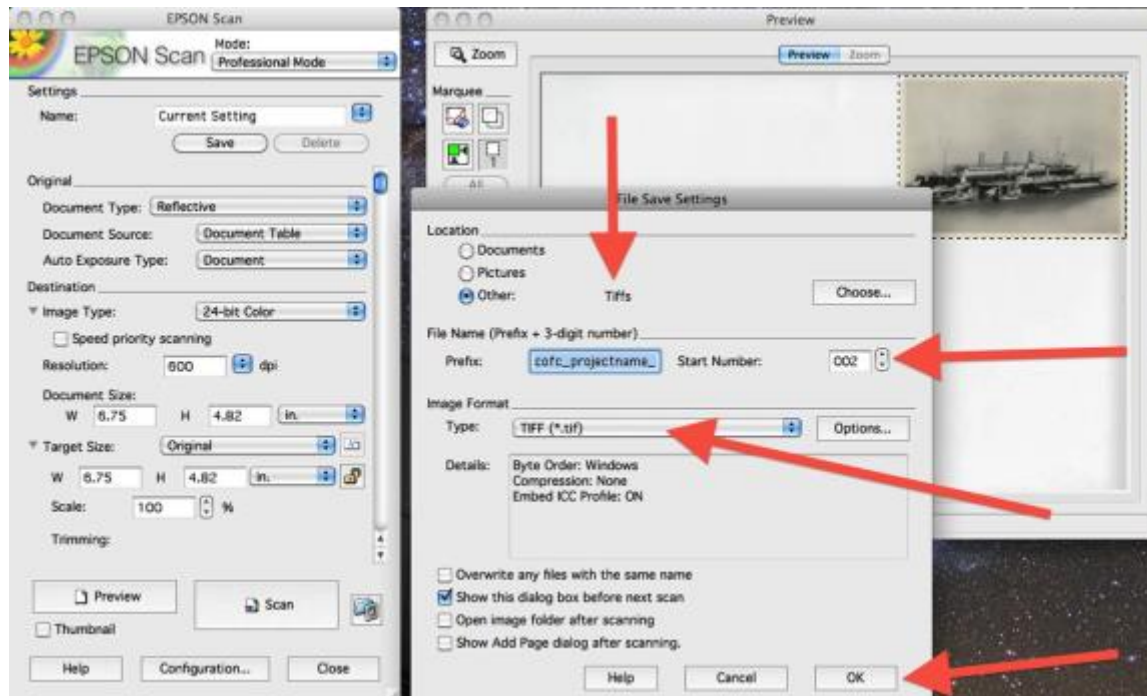 EPSON Scan
EPSON Scan
Mode:
Professional Mode
Settings
Name:
Current Setting
Save
Delete
Original
Document Type:
Reflective
Document Source:
Document Table
Auto Exposure Type:
Document
Destination
Image Type:
24-bit Color
Speed priority scanning
Resolution:
600
dpi
Document Size:
W 6.75 H 4.82 in.
Target Size:
Original
W 6.75 H 4.82 in.
Scale:
100
%
Trimming:
Preview
Scan
Thumbnail
Help
Configuration...
Close
Preview
Zoom
Preview
Zoom
Marquee
1
All
File Save Settings
Location
Documents
Pictures
Other:
Tiffs
Choose...
File Name (Prefix + 3-digit number)
Prefix:
cofc_projectname_
Start Number:
002
Image Format
Type:
TIFF (*.tif)
Options...
Details:
Byte Order: Windows
Compression: None
Embed ICC Profile: ON
Overwrite any files with the same name
Show this dialog box before next scan
Open image folder after scanning
Show Add Page dialog after scanning.
Help
Cancel
OK